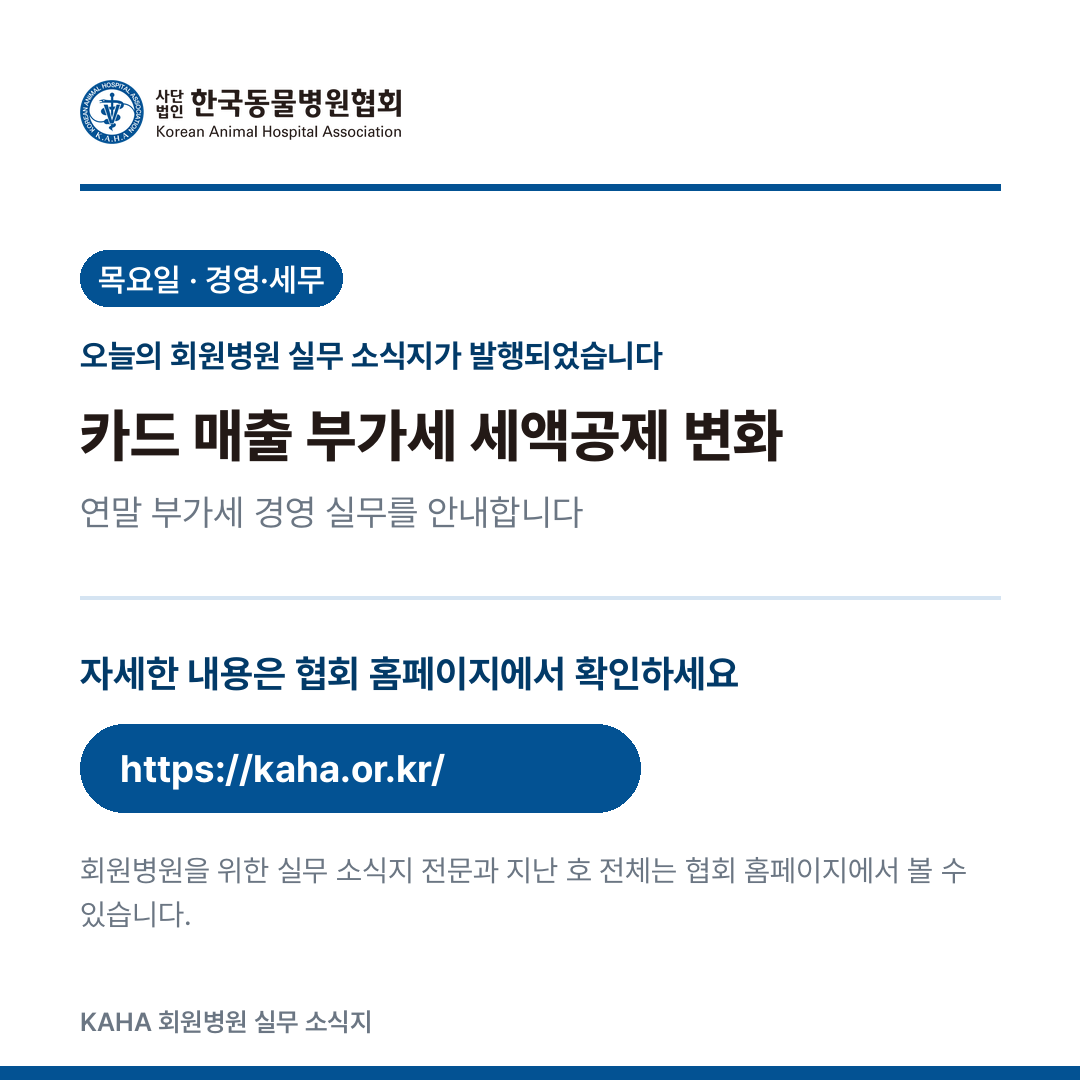 KOREAN ANIMAL HOSPITAL ASSOCIATION
K.A.H.A
사단법인 한국동물병원협회
Korean Animal Hospital Association
목요일 · 경영·세무
오늘의 회원병원 실무 소식지가 발행되었습니다
카드 매출 부가세 세액공제 변화
연말 부가세 경영 실무를 안내합니다
자세한 내용은 협회 홈페이지에서 확인하세요
https://kaha.or.kr/
회원병원을 위한 실무 소식지 전문과 지난 호 전체는 협회 홈페이지에서 볼 수
있습니다.
KAHA 회원병원 실무 소식지